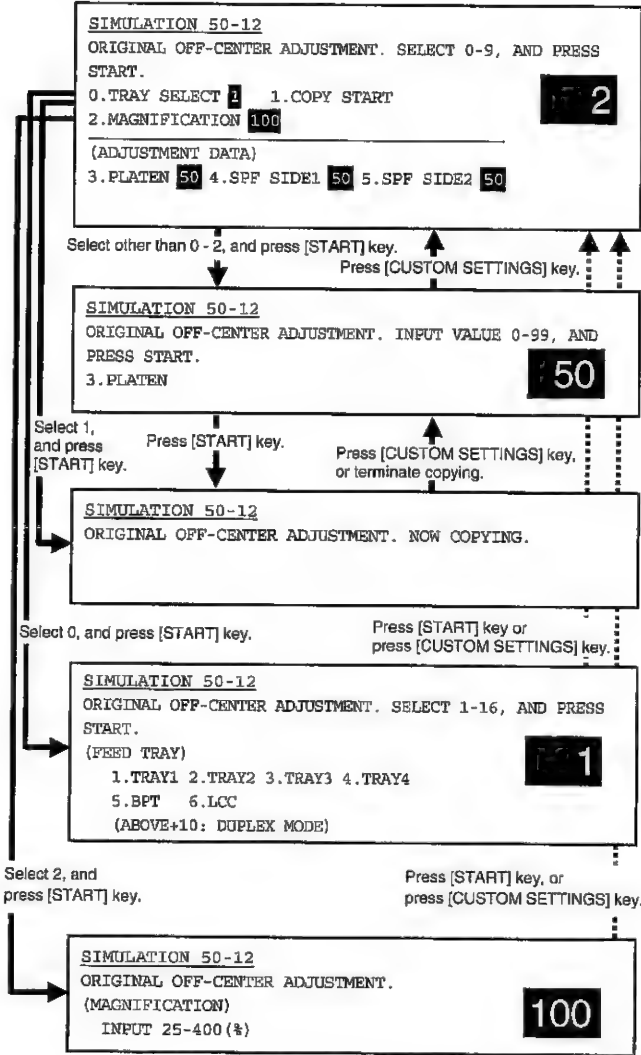 SIMULATION 50-12
ORIGINAL OFF-CENTER ADJUSTMENT. SELECT 0-9, AND PRESS
START.
0.TRAY SELECT 1 1.COPY START
2.MAGNIFICATION 100
2
(ADJUSTMENT DATA)
3.PLATEN 50 4.SPF SIDE1 50 5.SPF SIDE2 50
Select other than 0 - 2, and press [START] key.
Press [CUSTOM SETTINGS] key.
SIMULATION 50-12
ORIGINAL OFF-CENTER ADJUSTMENT. INPUT VALUE 0-99, AND
PRESS START.
3.PLATEN
50
Select 1,
and press
[START] key.
Press [START] key.
Press [CUSTOM SETTINGS] key,
or terminate copying.
SIMULATION 50-12
ORIGINAL OFF-CENTER ADJUSTMENT. NOW COPYING.
Select 0, and press [START] key.
Press [START] key or
press [CUSTOM SETTINGS] key.
SIMULATION 50-12
ORIGINAL OFF-CENTER ADJUSTMENT. SELECT 1-16, AND PRESS
START.
(FEED TRAY)
1.TRAY1 2.TRAY2 3.TRAY3 4.TRAY4
5.BPT 6.LCC
(ABOVE+10: DUPLEX MODE)
1
Select 2, and
press [START] key.
Press [START] key, or
press [CUSTOM SETTINGS] key.
SIMULATION 50-12
ORIGINAL OFF-CENTER ADJUSTMENT.
(MAGNIFICATION)
INPUT 25-400(%)
100